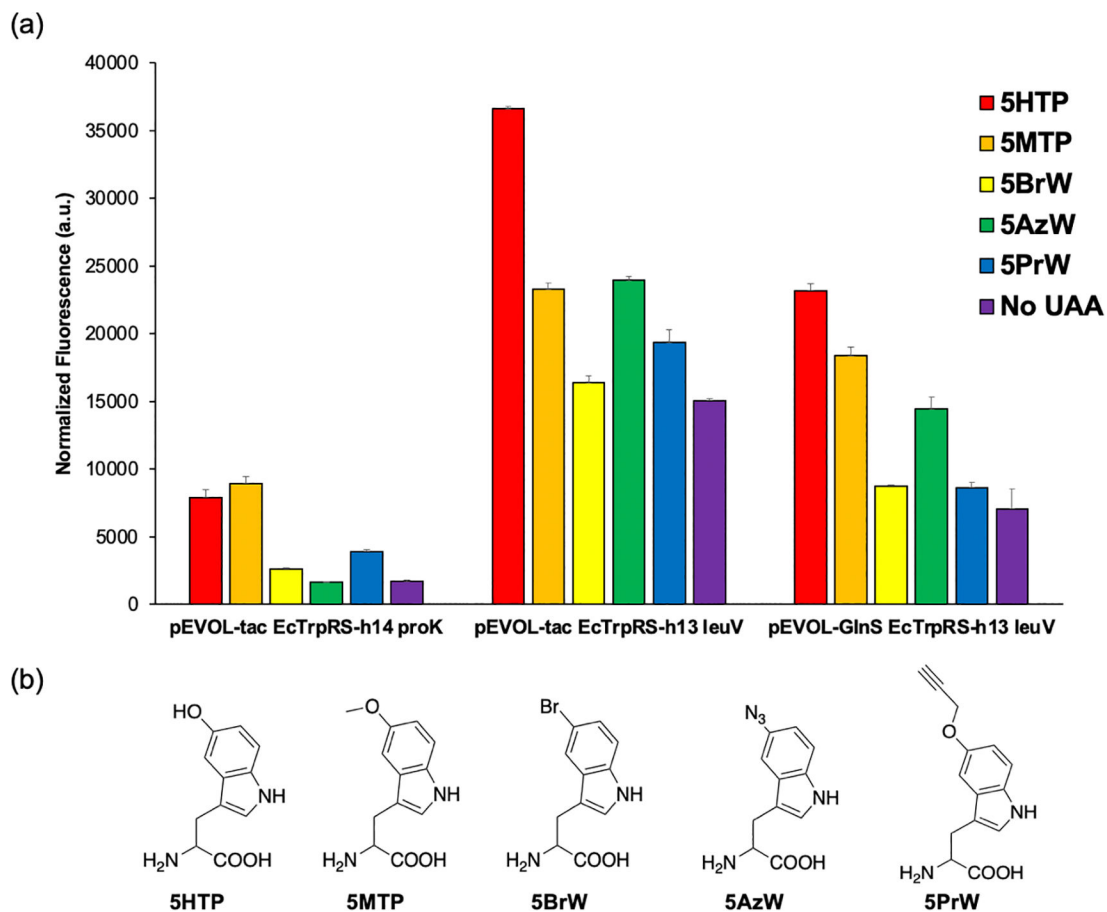 (a)
40000
35000
30000
25000
20000
15000
10000
5000
0
Normalized Fluorescence (a.u.)
5HTP
5MTP
5BrW
5AzW
5PrW
No UAA
pEVOL-tac EcTrpRS-h14 proK
pEVOL-tac EcTrpRS-h13 leuV
pEVOL-GlnS EcTrpRS-h13 leuV
(b)
HO
NH
H₂N
COOH
5HTP
O
NH
H₂N
COOH
5MTP
Br
NH
H₂N
COOH
5BrW
N₃
NH
H₂N
COOH
5AzW
O
NH
H₂N
COOH
5PrW